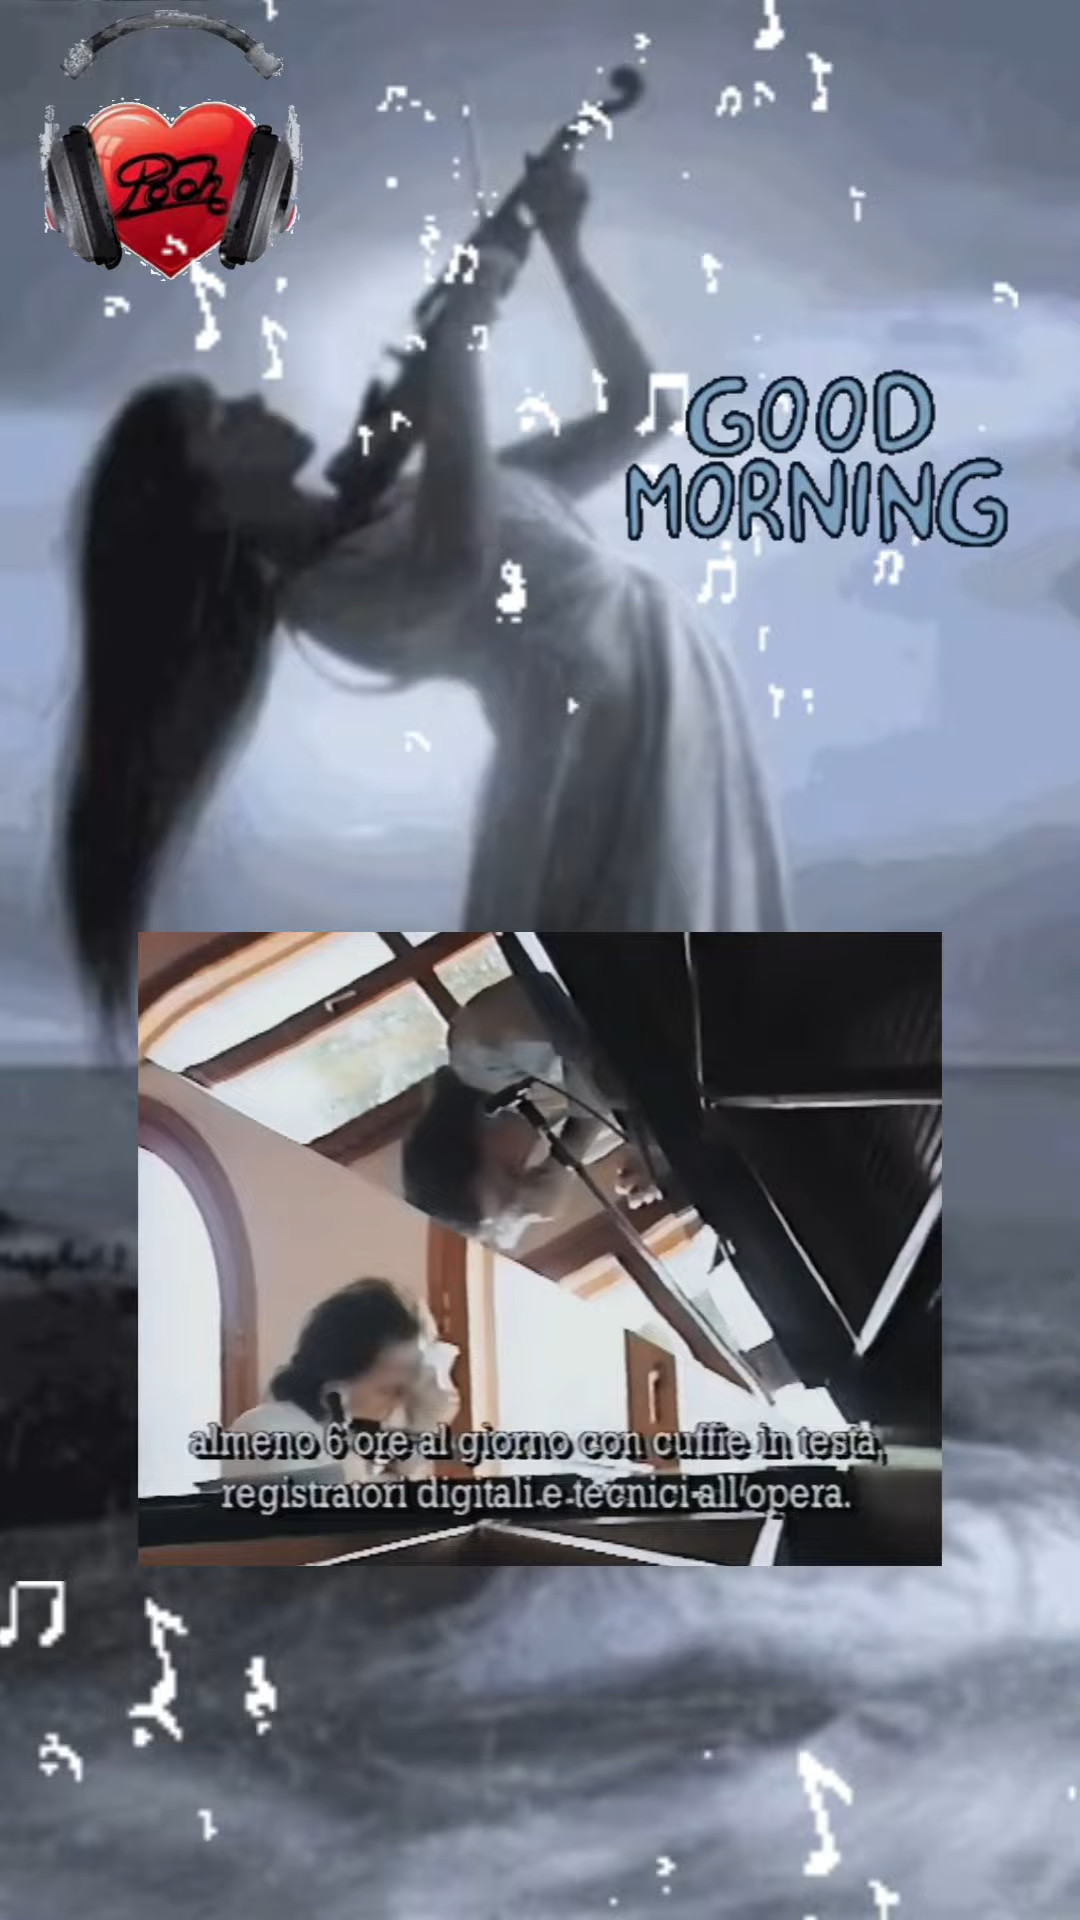 Pooh
GOOD
MORNING
almeno 6 ore al giorno con cuffie in testa,
registratori digitali e tecnici all'opera.